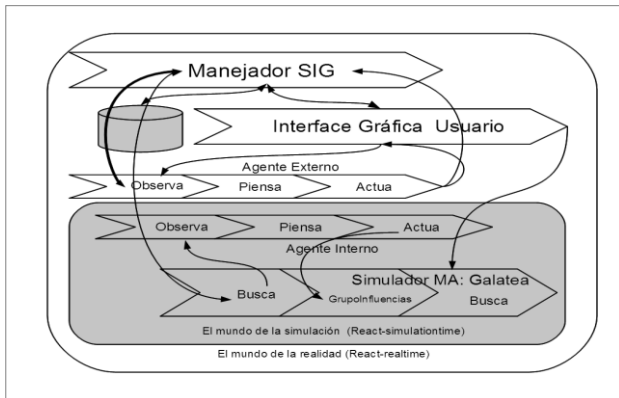 Manejador SIG
Interface Gráfica Usuario
Agente Externo
Observa Piensa Actua
Observa Piensa Actua
Agente Interno
Simulador MA: Galatea
Busca GrupoInfluencias Busca
El mundo de la simulación (React-simulationtime)
El mundo de la realidad (React-realtime)